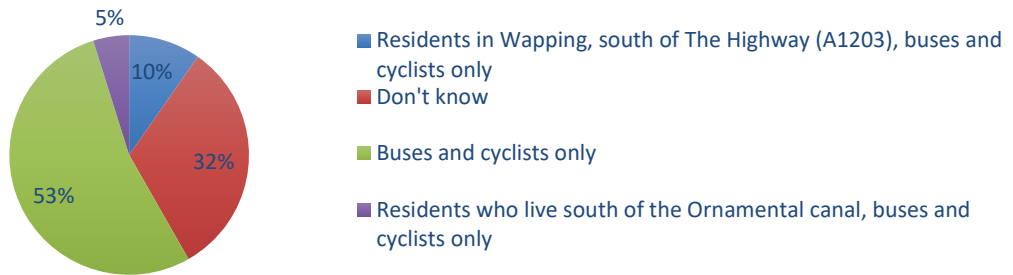 5%
10%
32%
53%
Residents in Wapping, south of The Highway (A1203), buses and
cyclists only
Don't know
Buses and cyclists only
Residents who live south of the Ornamental canal, buses and
cyclists only